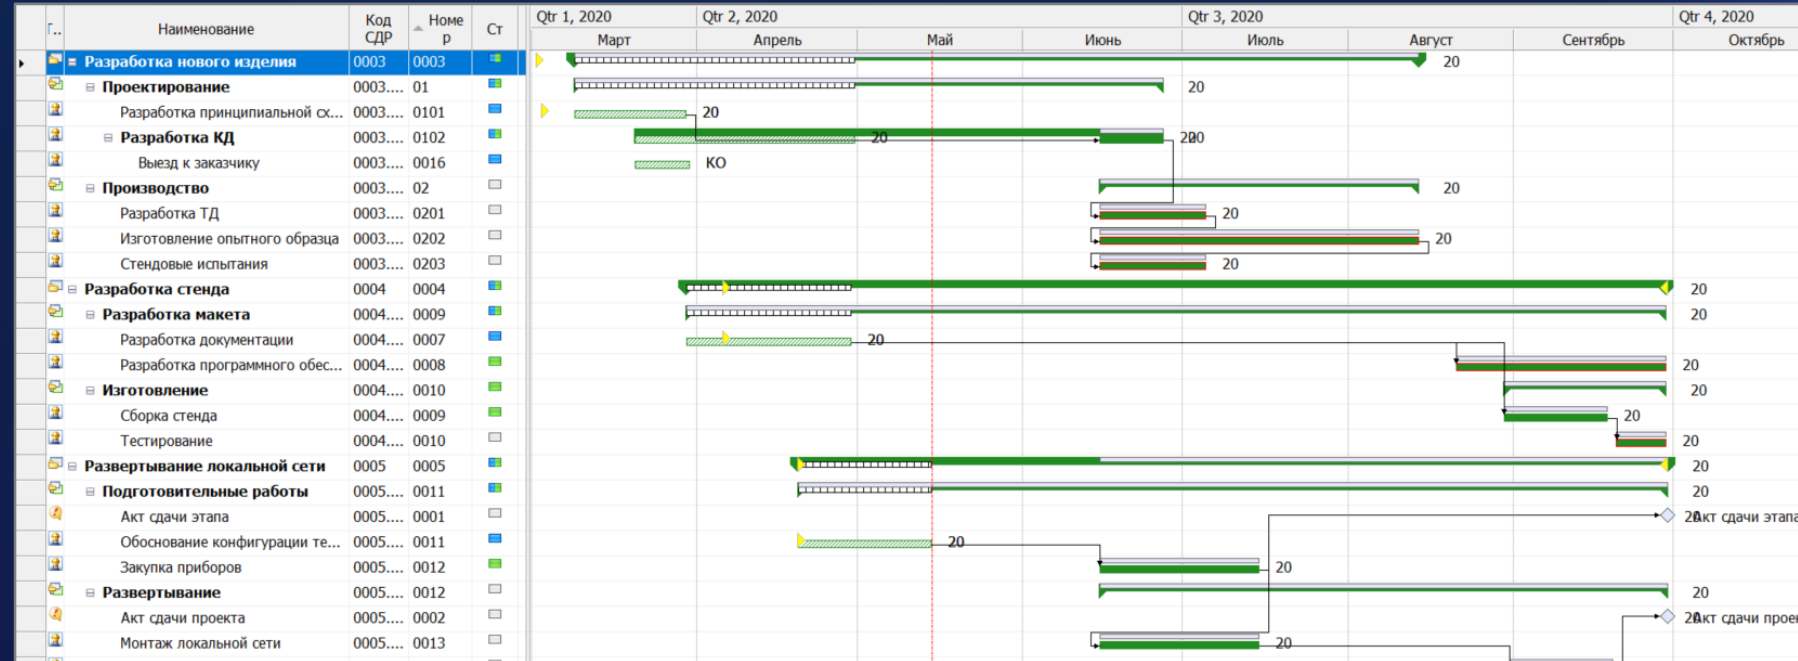 Г.. Наименование Код СДР Номер Ст Qtr 1, 2020 Qtr 2, 2020 Qtr 3, 2020 Qtr 4, 2020
Март Апрель Май Июнь Июль Август Сентябрь Октябрь
Разработка нового изделия 0003 0003 20
Проектирование 0003.... 01 20
Разработка принципиальной сх... 0003.... 0101 20
Разработка КД 0003.... 0102 20 20
Выезд к заказчику 0003.... 0016 КО
Производство 0003.... 02 20
Разработка ТД 0003.... 0201 20
Изготовление опытного образца 0003.... 0202 20
Стендовые испытания 0003.... 0203 20
Разработка стенда 0004 0004 20
Разработка макета 0004.... 0009 20
Разработка документации 0004.... 0007 20
Разработка программного обес... 0004.... 0008 20
Изготовление 0004.... 0010 20
Сборка стенда 0004.... 0009 20
Тестирование 0004.... 0010 20
Развертывание локальной сети 0005 0005 20
Подготовительные работы 0005.... 0011 20
Акт сдачи этапа 0005.... 0001 20 Акт сдачи этапа
Обоснование конфигурации те... 0005.... 0011 20
Закупка приборов 0005.... 0012 20
Развертывание 0005.... 0012 20
Акт сдачи проекта 0005.... 0002 20 Акт сдачи проек
Монтаж локальной сети 0005.... 0013 20